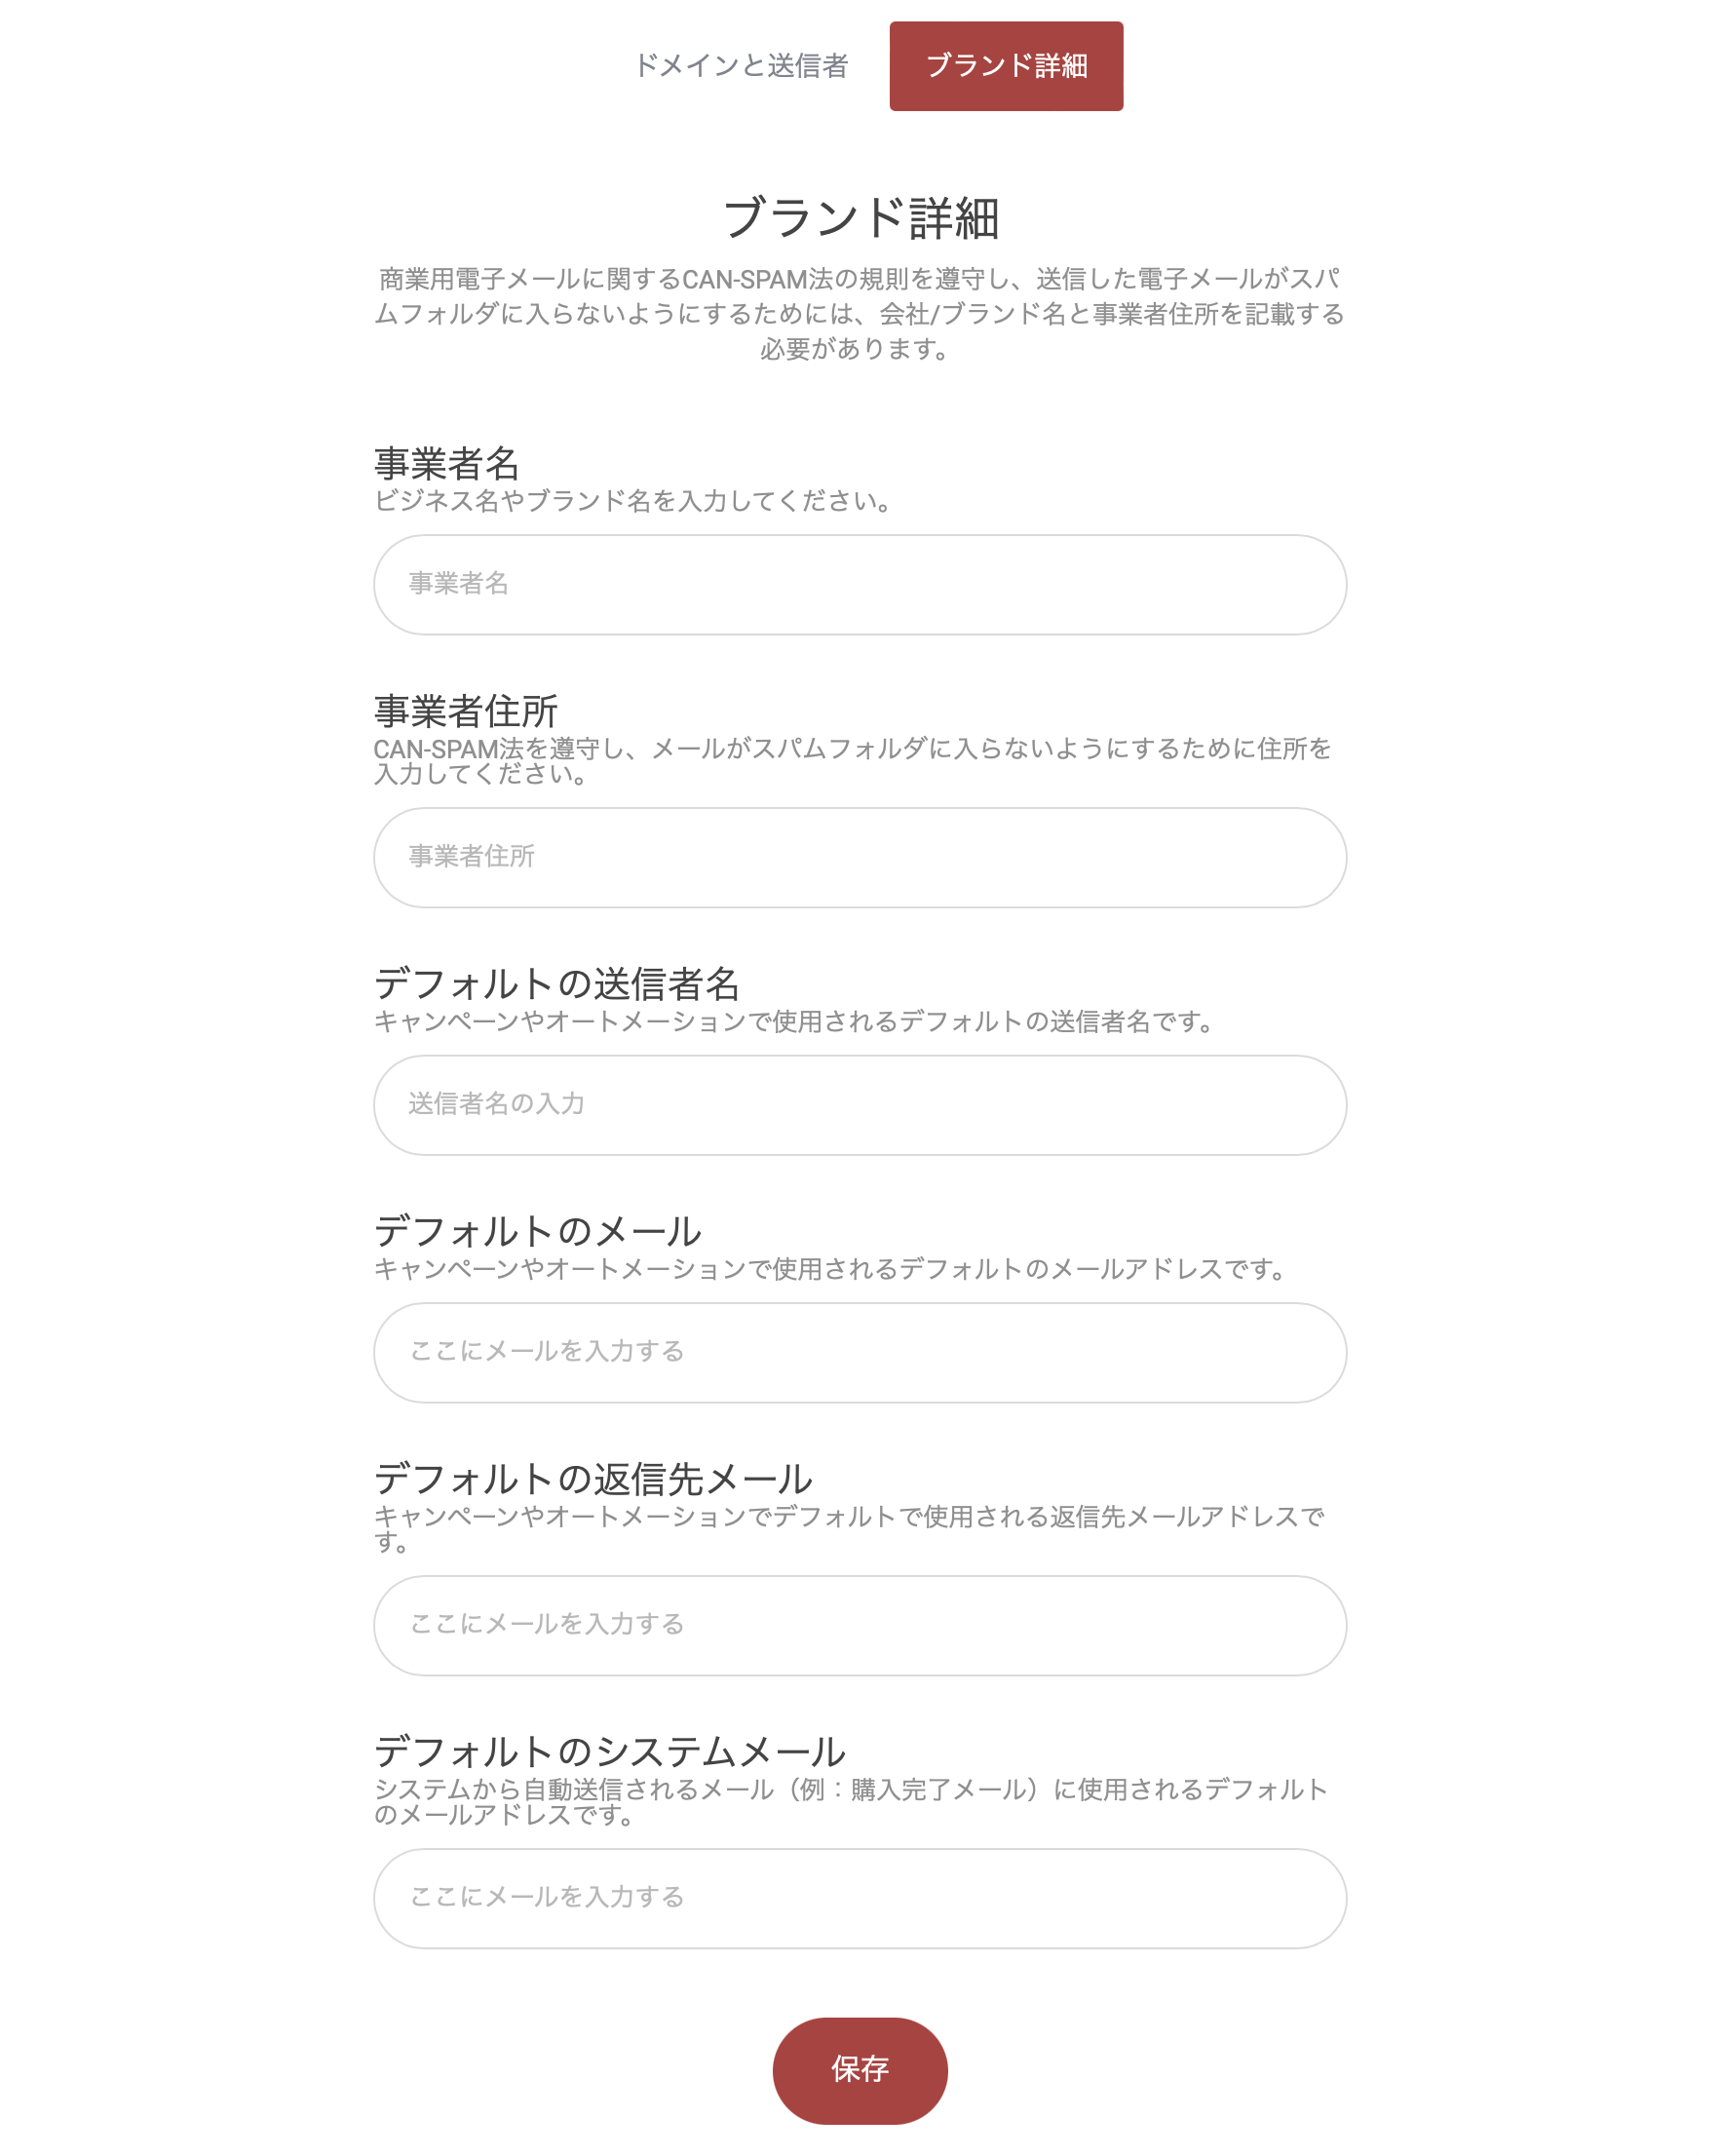 ドメインと送信者
ブランド詳細
ブランド詳細
商業用電子メールに関するCAN-SPAM法の規則を遵守し、送信した電子メールがスパ
ムフォルダに入らないようにするためには、会社/ブランド名と事業者住所を記載する
必要があります。
事業者名
ビジネス名やブランド名を入力してください。
事業者名
事業者住所
CAN-SPAM法を遵守し、メールがスパムフォルダに入らないようにするために住所を
入力してください。
事業者住所
デフォルトの送信者名
キャンペーンやオートメーションで使用されるデフォルトの送信者名です。
送信者名の入力
デフォルトのメール
キャンペーンやオートメーションで使用されるデフォルトのメールアドレスです。
ここにメールを入力する
デフォルトの返信先メール
キャンペーンやオートメーションでデフォルトで使用される返信先メールアドレスで
す。
ここにメールを入力する
デフォルトのシステムメール
システムから自動送信されるメール（例：購入完了メール）に使用されるデフォルト
のメールアドレスです。
ここにメールを入力する
保存